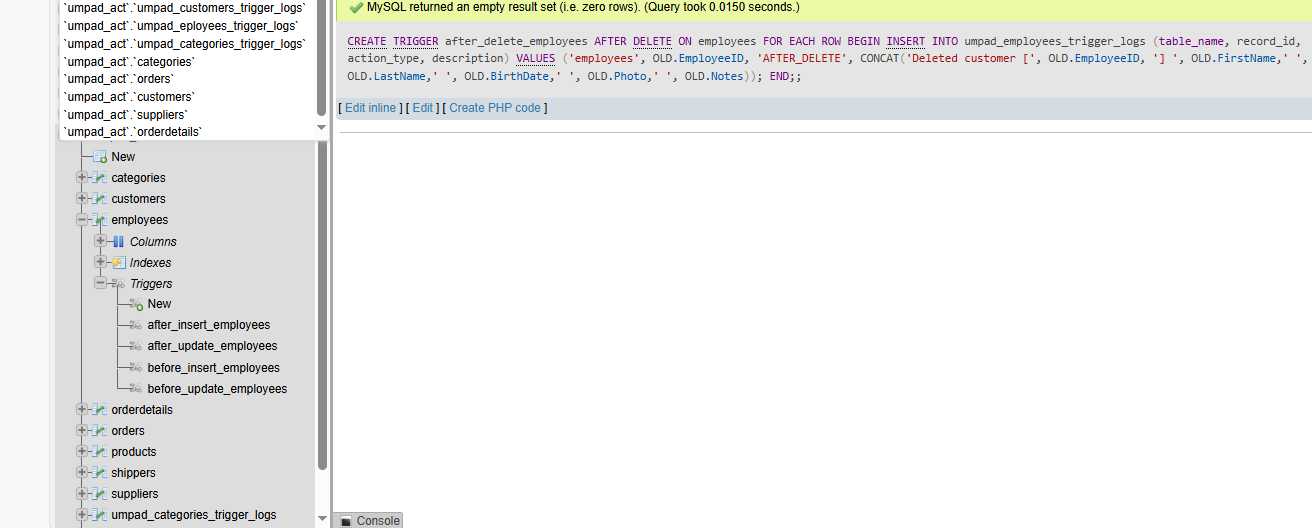 `umpad_act`.`umpad_customers_trigger_logs`
`umpad_act`.`umpad_eployees_trigger_logs`
`umpad_act`.`umpad_categories_trigger_logs`
`umpad_act`.`categories`
`umpad_act`.`orders`
`umpad_act`.`customers`
`umpad_act`.`suppliers`
`umpad_act`.`orderdetails`
New
categories
customers
employees
Columns
Indexes
Triggers
New
after_insert_employees
after_update_employees
before_insert_employees
before_update_employees
orderdetails
orders
products
shippers
suppliers
umpad_categories_trigger_logs
MySQL returned an empty result set (i.e. zero rows). (Query took 0.0150 seconds.)
CREATE TRIGGER after_delete_employees AFTER DELETE ON employees FOR EACH ROW BEGIN INSERT INTO umpad_employees_trigger_logs (table_name, record_id,
action_type, description) VALUES ('employees', OLD.EmployeeID, 'AFTER_DELETE', CONCAT('Deleted customer [', OLD.EmployeeID, '] ', OLD.FirstName,' ',
OLD.LastName,' ', OLD.BirthDate,' ', OLD.Photo,' ', OLD.Notes)); END;;
[ Edit inline ] [ Edit ] [ Create PHP code ]
Console